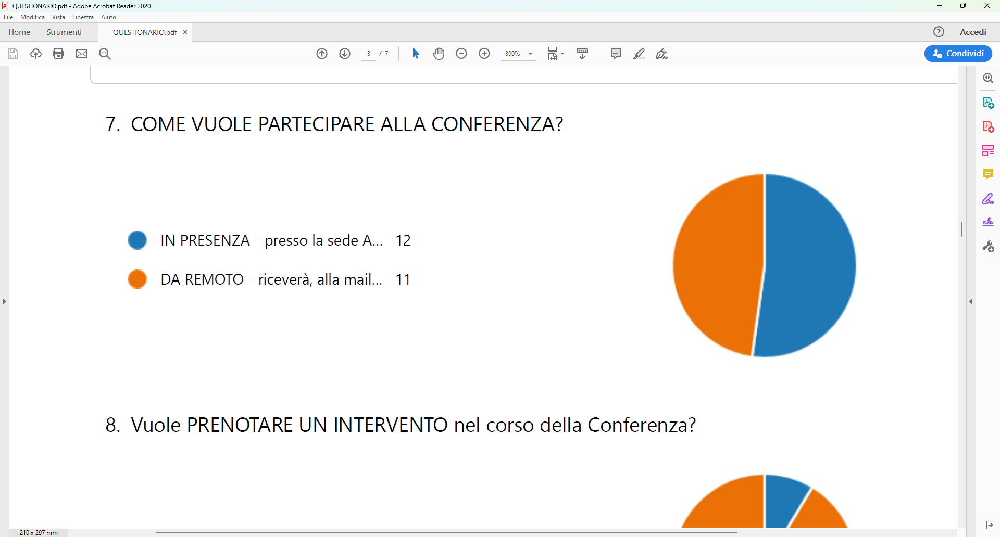 QUESTIONARIO.pdf - Adobe Acrobat Reader 2020
File Modifica Vista Finestra Aiuto
Home Strumenti QUESTIONARIO.pdf × Accedi
3 / 7 300% Condividi
7. COME VUOLE PARTECIPARE ALLA CONFERENZA?
IN PRESENZA - presso la sede A... 12
DA REMOTO - riceverà, alla mail... 11
8. Vuole PRENOTARE UN INTERVENTO nel corso della Conferenza?
210 x 297 mm